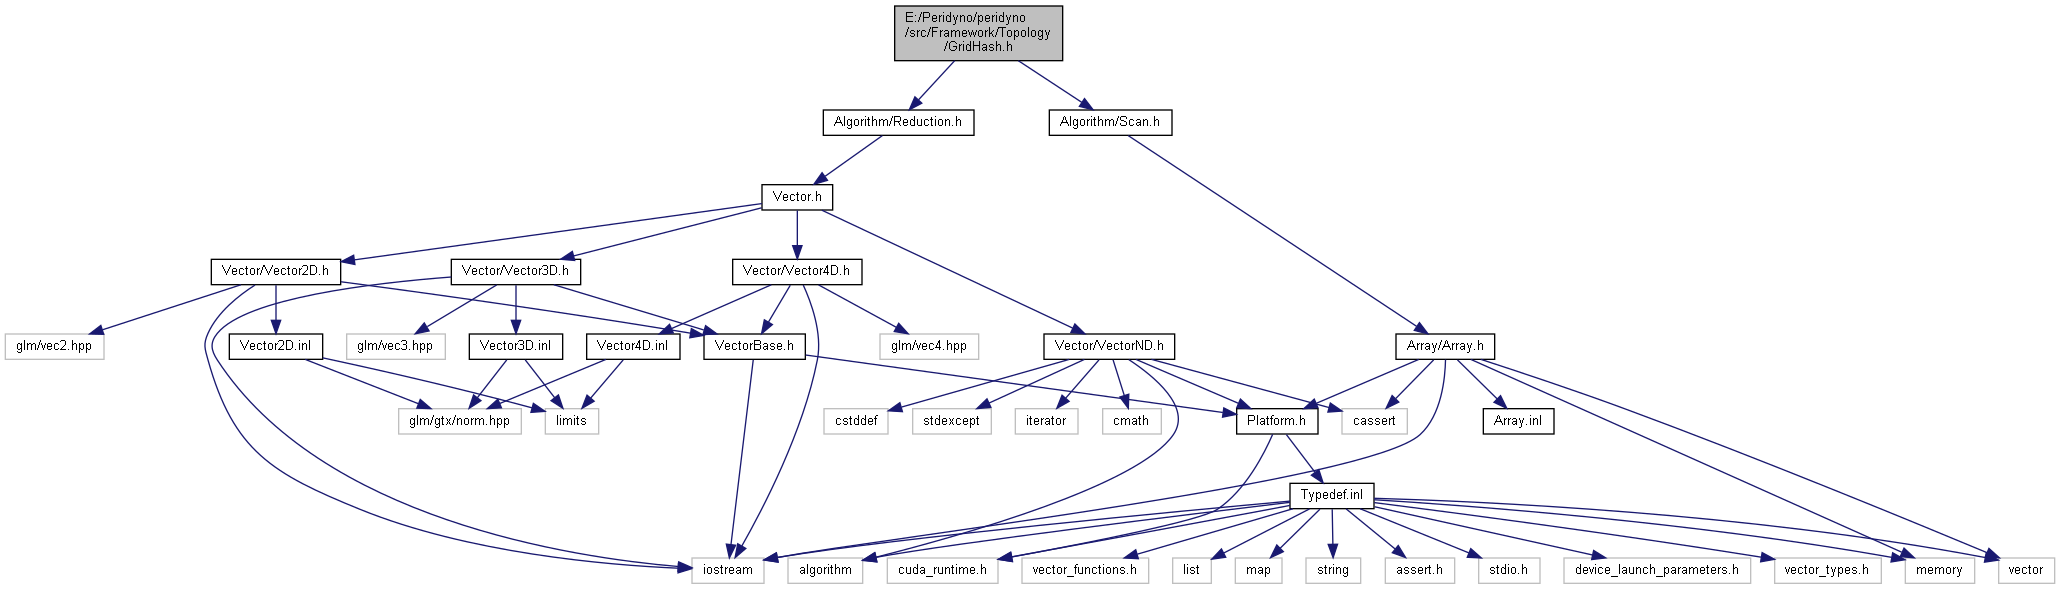 E:/Peridyno/peridyno
/src/Framework/Topology
/GridHash.h
Algorithm/Reduction.h
Algorithm/Scan.h
Vector.h
Vector/Vector2D.h
Vector/Vector3D.h
Vector/Vector4D.h
glm/vec2.hpp
Vector2D.inl
glm/vec3.hpp
Vector3D.inl
Vector4D.inl
VectorBase.h
glm/vec4.hpp
Vector/VectorND.h
Array/Array.h
glm/gtx/norm.hpp
limits
cstddef
stdexcept
iterator
cmath
Platform.h
cassert
Array.inl
Typedef.inl
iostream
algorithm
cuda_runtime.h
vector_functions.h
list
map
string
assert.h
stdio.h
device_launch_parameters.h
vector_types.h
memory
vector